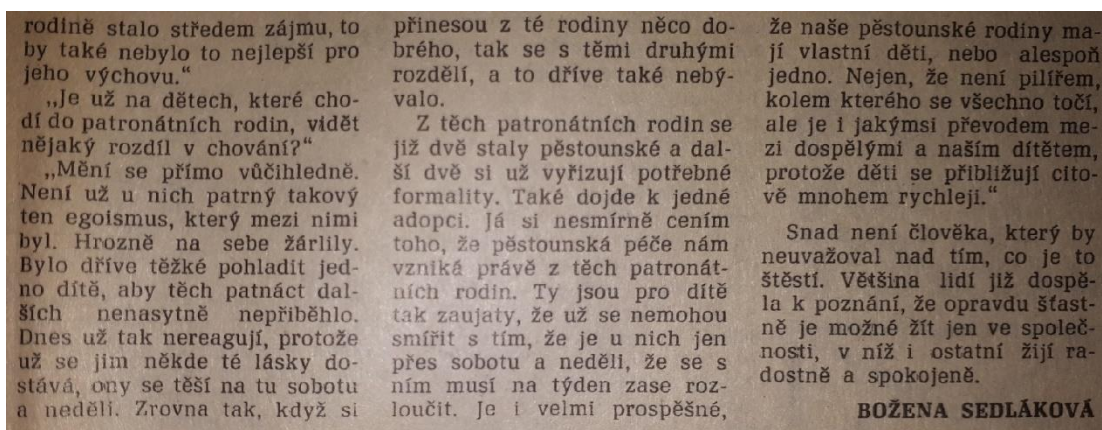 rodině stalo středem zájmu, to
by také nebylo to nejlepší pro
jeho výchovu.“
„Je už na dětech, které cho-
dí do patronátních rodin, vidět
nějaký rozdíl v chování?“
„Mění se přímo vůčihledně.
Není už u nich patrný takový
ten egoismus, který mezi nimi
byl. Hrozně na sebe žárlily.
Bylo dříve těžké pohladit jed-
no dítě, aby těch patnáct dal-
ších nenasytně nepřiběhlo.
Dnes už tak nereagují, protože
už se jim někde té lásky do-
stává, ony se těší na tu sobotu
a neděli. Zrovna tak, když si
přinesou z té rodiny něco do-
brého, tak se s těmi druhými
rozdělí, a to dříve také nebý-
valo.
Z těch patronátních rodin se
již dvě staly pěstounské a dal-
ší dvě si už vyřizují potřebné
formality. Také dojde k jedné
adopci. Já si nesmírně cením
toho, že pěstounská péče nám
vzniká právě z těch patronát-
ních rodin. Ty jsou pro dítě
tak zaujaty, že už se nemohou
smířit s tím, že je u nich jen
přes sobotu a neděli, že se s
ním musí na týden zase roz-
loučit. Je i velmi prospěšné,
že naše pěstounské rodiny ma-
jí vlastní děti, nebo alespoň
jedno. Nejen, že není pilířem,
kolem kterého se všechno točí,
ale je i jakýmsi převodem me-
zi dospělými a naším dítětem,
protože děti se přibližují cito-
vě mnohem rychleji.“
Snad není člověka, který by
neuvažoval nad tím, co je to
štěstí. Většina lidí již dospě-
la k poznání, že opravdu šťast-
ně je možné žít jen ve společ-
nosti, v níž i ostatní žijí ra-
dostně a spokojeně.
BOŽENA SEDLÁKOVÁ